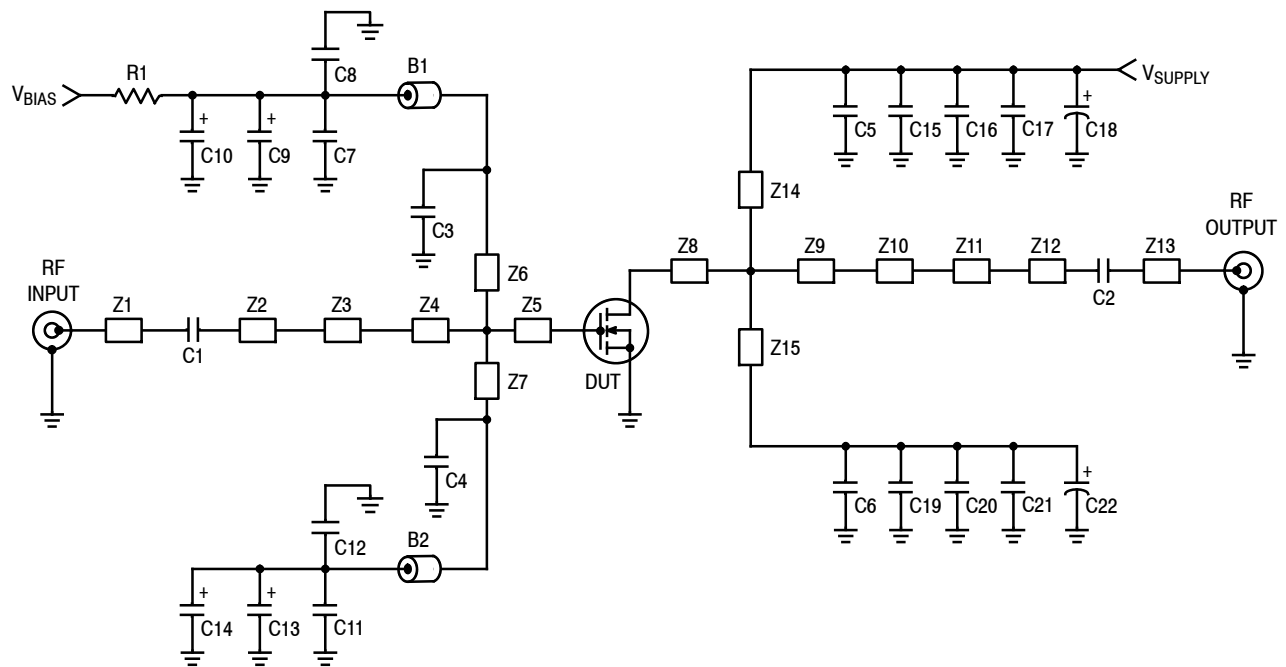 C8
B1
R1
V_BIAS
V_SUPPLY
+
+
+
C10
C9
C7
C5
C15
C16
C17
C18
C3
Z14
RF
OUTPUT
Z6
Z8
Z9
Z10
Z11
Z12
Z13
C2
RF
INPUT
Z1
Z2
Z3
Z4
Z5
C1
DUT
Z7
Z15
C4
+
C6
C19
C20
C21
C22
C12
B2
+
+
C14
C13
C11